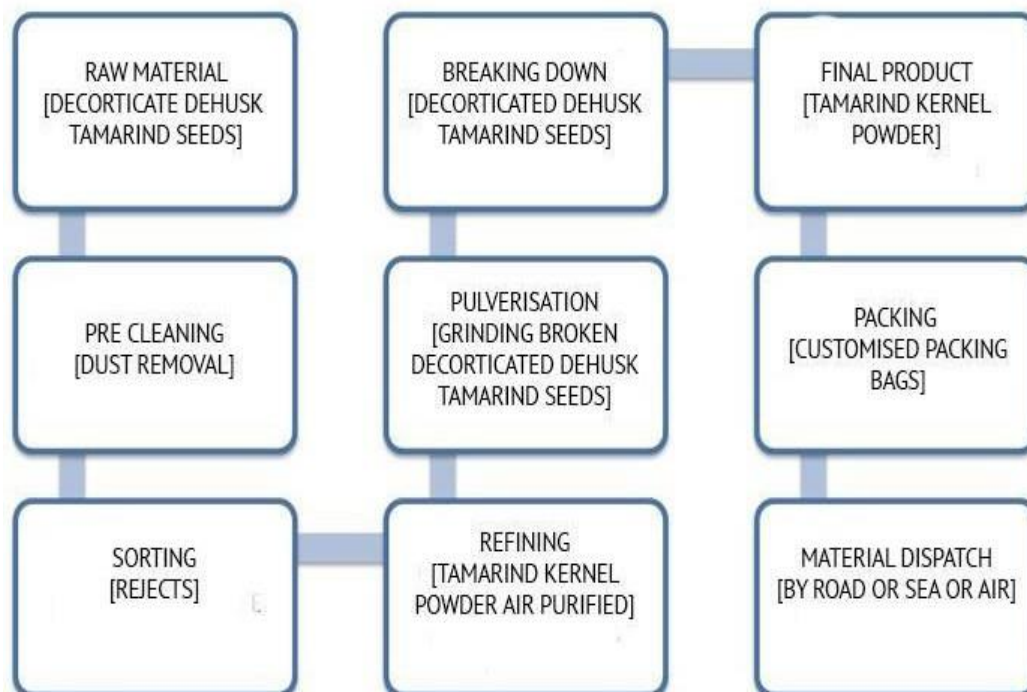 RAW MATERIAL
[DECORTICATE DEHUSK
TAMARIND SEEDS]
PRE CLEANING
[DUST REMOVAL]
SORTING
[REJECTS]
REFINING
[TAMARIND KERNEL
POWDER AIR PURIFIED]
PULVERISATION
[GRINDING BROKEN
DECORTICATED DEHUSK
TAMARIND SEEDS]
BREAKING DOWN
[DECORTICATED DEHUSK
TAMARIND SEEDS]
FINAL PRODUCT
[TAMARIND KERNEL
POWDER]
PACKING
[CUSTOMISED PACKING
BAGS]
MATERIAL DISPATCH
[BY ROAD OR SEA OR AIR]